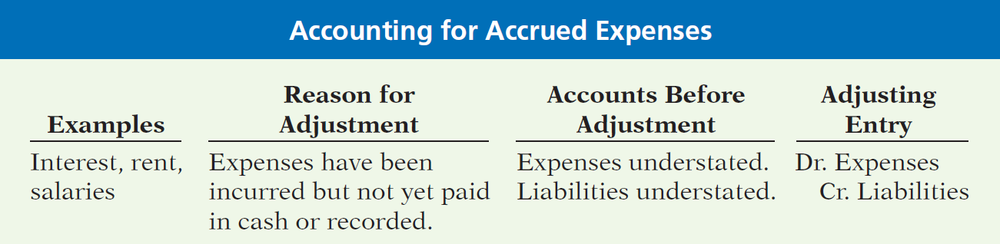 Accounting for Accrued Expenses
Examples
Reason for
Adjustment
Accounts Before
Adjustment
Adjusting
Entry
Interest, rent,
salaries
Expenses have been
incurred but not yet paid
in cash or recorded.
Expenses understated.
Liabilities understated.
Dr. Expenses
Cr. Liabilities